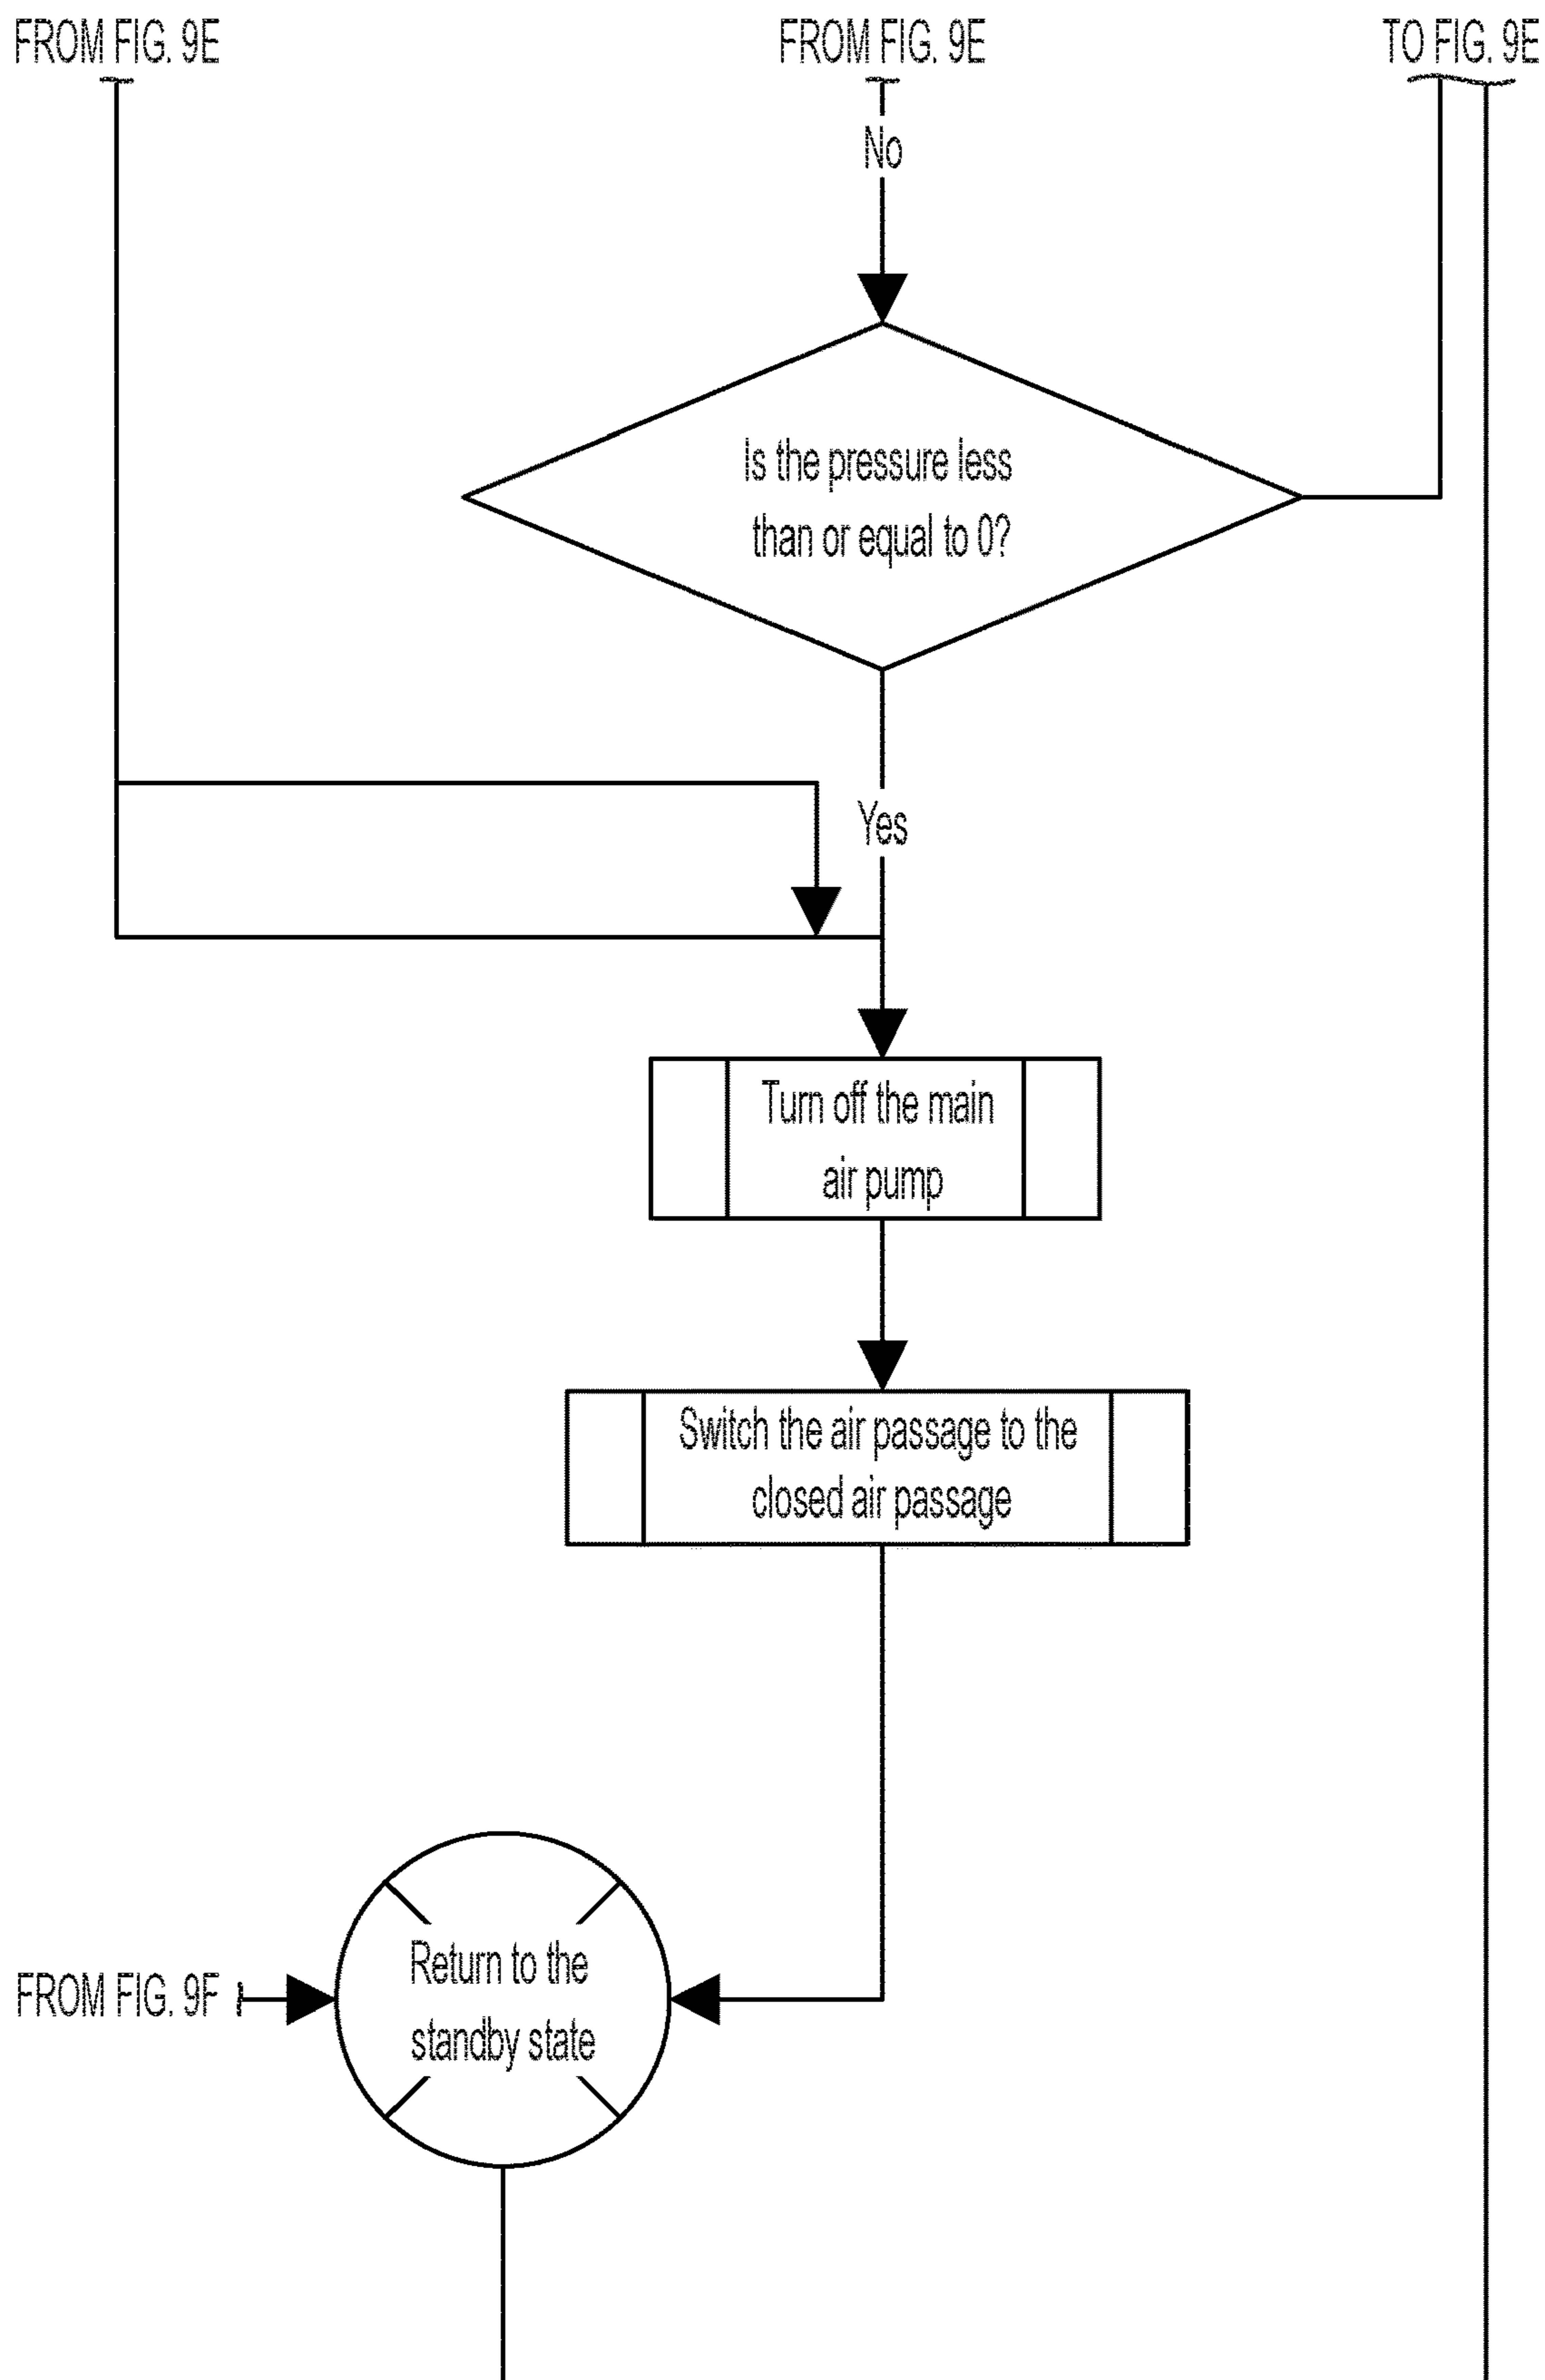 FROM FIG. 9E
FROM FIG. 9E
TO FIG. 9E
No
Is the pressure less
than or equal to 0?
Yes
Turn off the main
air pump
Switch the air passage to the
closed air passage
Return to the
standby state
FROM FIG. 9F